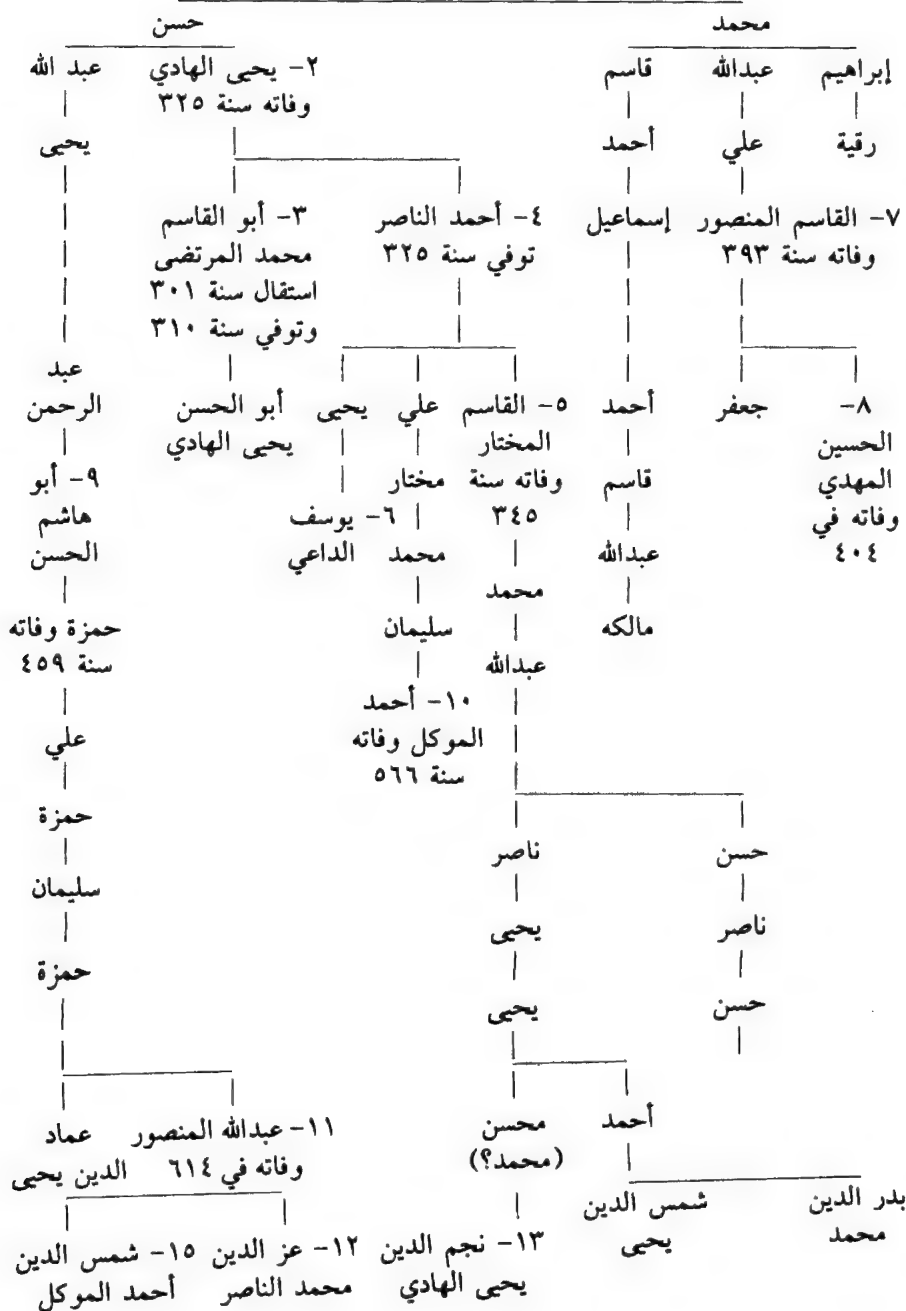 محمد حسن
إبراهيم عبدالله قاسم ٢- يحيى الهادي عبد الله
وفاته سنة ٣٢٥
رقية علي أحمد يحيى
٧- القاسم المنصور إسماعيل ٤- أحمد الناصر ٣- أبو القاسم
وفاته سنة ٣٩٣ توفي سنة ٣٢٥ محمد المرتضى
استقال سنة ٣٠١
وتوفي سنة ٣١٠
عبد
٨- جعفر أحمد ٥- القاسم علي يحيى أبو الحسن الرحمن
الحسين المختار يحيى الهادي
المهدي قاسم وفاته سنة مختار ٩- أبو
وفاته في ٣٤٥ ٦- يوسف هاشم
٤٠٤ عبدالله محمد الداعي الحسن
محمد
مالكه سليمان حمزة وفاته
عبدالله سنة ٤٥٩
١٠- أحمد
الموكل وفاته علي
سنة ٥٦٦
حمزة
حسن ناصر
سليمان
ناصر يحيى
حمزة
حسن يحيى
أحمد محسن ١١- عبدالله المنصور عماد
(محمد؟) وفاته في ٦١٤ الدين يحيى
بدر الدين شمس الدين
محمد يحيى
١٣- نجم الدين ١٢- عز الدين ١٥- شمس الدين
يحيى الهادي محمد الناصر أحمد الموكل